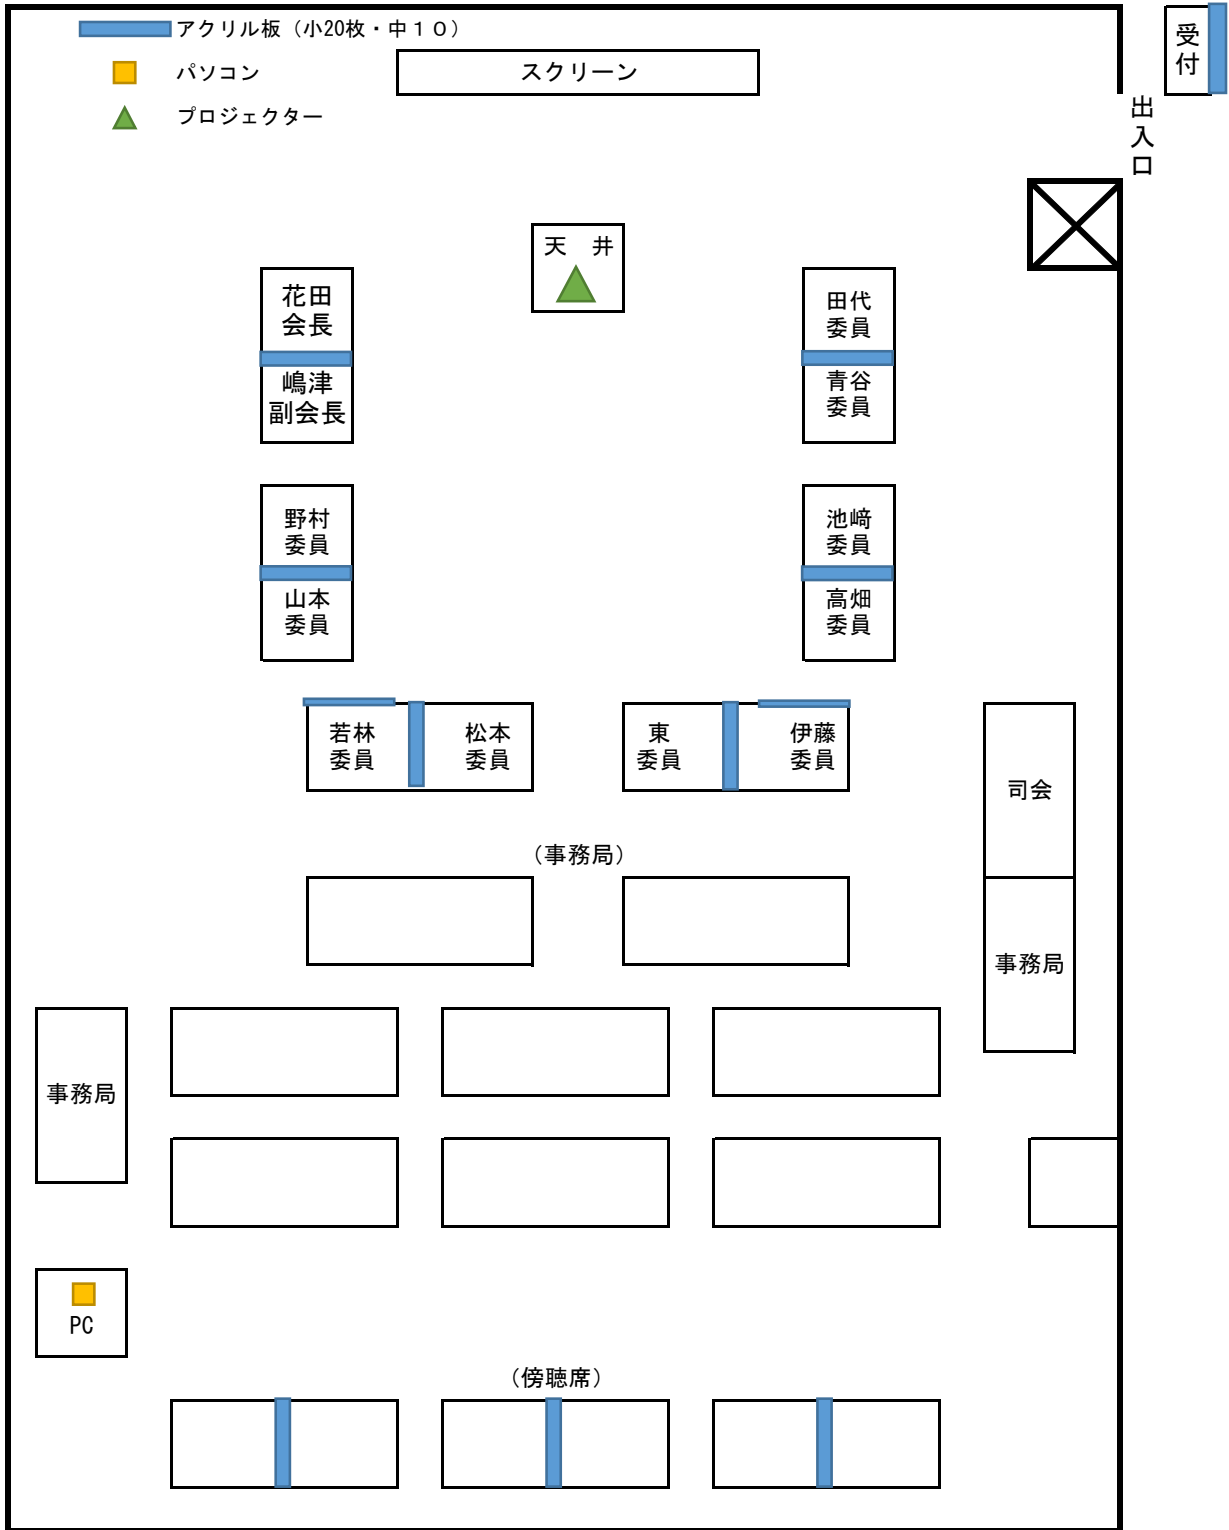 アクリル板（小20枚・中１０）
パソコン
プロジェクター
スクリーン
受付
出入口
天　井
花田
会長
嶋津
副会長
田代
委員
青谷
委員
野村
委員
山本
委員
池﨑
委員
高畑
委員
若林
委員
松本
委員
東
委員
伊藤
委員
司会
（事務局）
事務局
事務局
PC
（傍聴席）